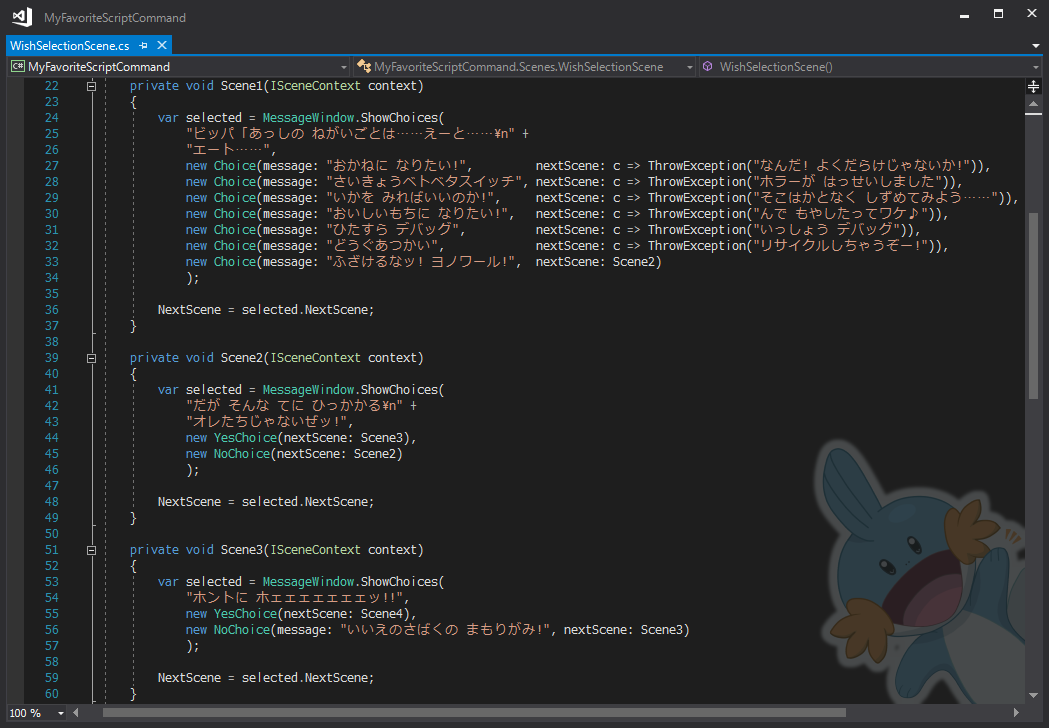 MyFavoriteScriptCommand
WishSelectionScene.cs
C# MyFavoriteScriptCommand MyFavoriteScriptCommand.Scenes.WishSelectionScene WishSelectionScene()
22 private void Scene1(ISceneContext context)
23 {
24 var selected = MessageWindow.ShowChoices(
25 "ビッパ「あっしの ねがいごとは……えーと……¥n" +
26 "エート……",
27 new Choice(message: "おかねに なりたい!", nextScene: c => ThrowException("なんだ! よくだらけじゃないか!")),
28 new Choice(message: "さいきょうベトベタスイッチ", nextScene: c => ThrowException("ホラーが はっせいしました")),
29 new Choice(message: "いかを みればいいのか!", nextScene: c => ThrowException("そこはかとなく しずめてみよう……")),
30 new Choice(message: "おいしいもちに なりたい!", nextScene: c => ThrowException("んで もやしたってワケ♪")),
31 new Choice(message: "ひたすら デバッグ", nextScene: c => ThrowException("いっしょう デバッグ")),
32 new Choice(message: "どうぐあつかい", nextScene: c => ThrowException("リサイクルしちゃうぞー!")),
33 new Choice(message: "ふざけるなッ! ヨノワール!", nextScene: Scene2)
34 );
35
36 NextScene = selected.NextScene;
37 }
38
39 private void Scene2(ISceneContext context)
40 {
41 var selected = MessageWindow.ShowChoices(
42 "だが そんな てに ひっかかる¥n" +
43 "オレたちじゃないぜッ!",
44 new YesChoice(nextScene: Scene3),
45 new NoChoice(nextScene: Scene2)
46 );
47
48 NextScene = selected.NextScene;
49 }
50
51 private void Scene3(ISceneContext context)
52 {
53 var selected = MessageWindow.ShowChoices(
54 "ホントに ホェェェェェェェッ!!",
55 new YesChoice(nextScene: Scene4),
56 new NoChoice(message: "いいえのさばくの まもりがみ!", nextScene: Scene3)
57 );
58
59 NextScene = selected.NextScene;
60 }
100 %